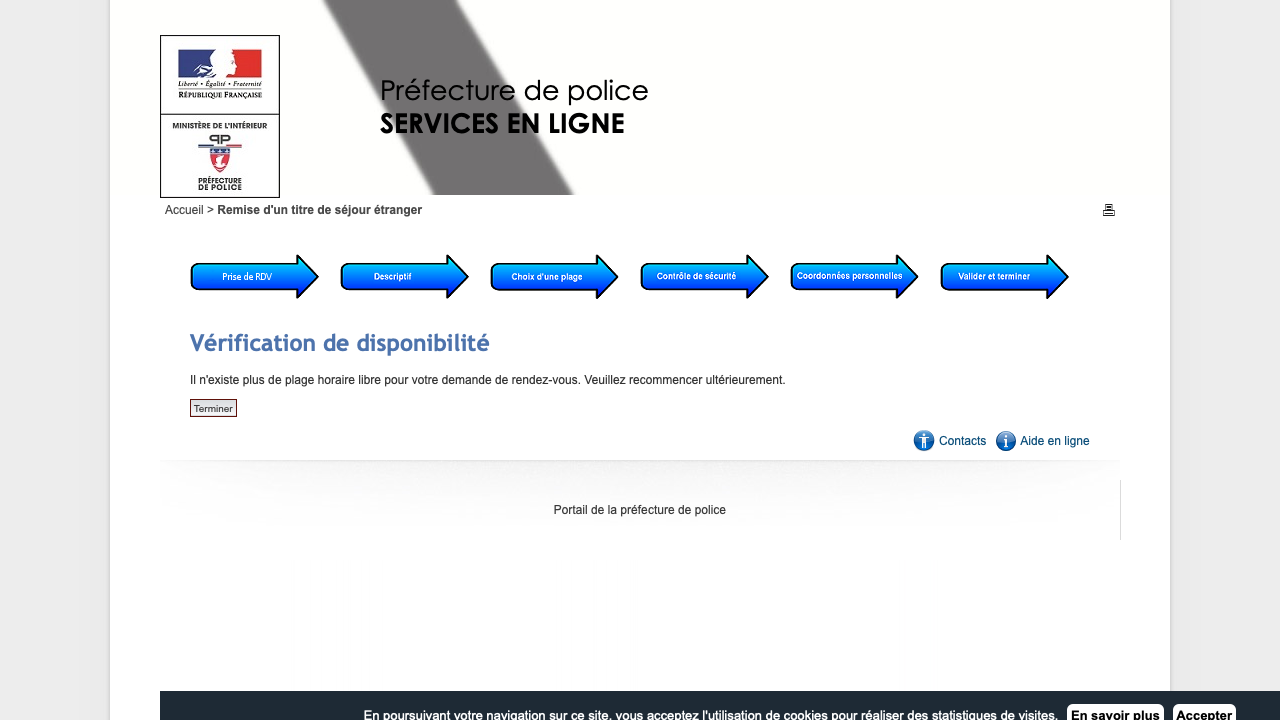 Liberté • Égalité • Fraternité
RÉPUBLIQUE FRANÇAISE
MINISTÈRE DE L'INTÉRIEUR
PP
PRÉFECTURE
DE POLICE
Préfecture de police
SERVICES EN LIGNE
Accueil > Remise d'un titre de séjour étranger
Prise de RDV
Descriptif
Choix d'une plage
Contrôle de sécurité
Coordonnées personnelles
Valider et terminer
Vérification de disponibilité
Il n'existe plus de plage horaire libre pour votre demande de rendez-vous. Veuillez recommencer ultérieurement.
Terminer
Contacts
Aide en ligne
Portail de la préfecture de police
En poursuivant votre navigation sur ce site, vous acceptez l'utilisation de cookies pour réaliser des statistiques de visites. En savoir plus Accepter